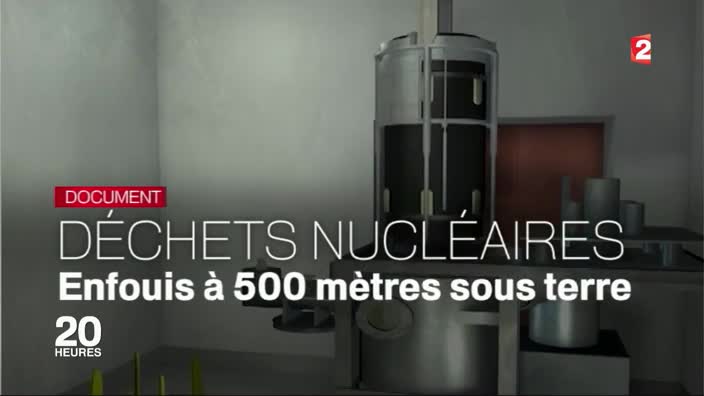 2
DOCUMENT
DÉCHETS NUCLÉAIRES
Enfouis à 500 mètres sous terre
20
HEURES